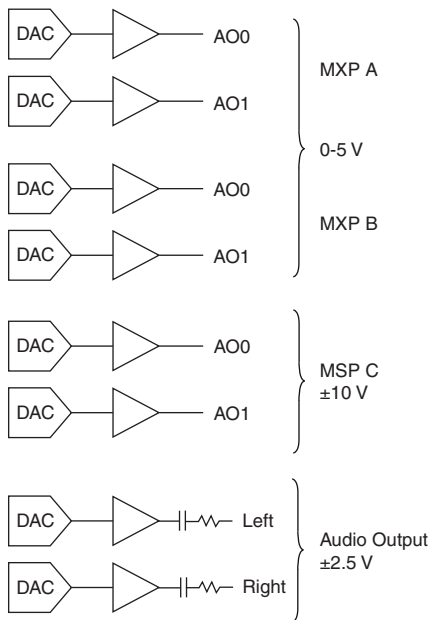 DAC AO0
MXP A
DAC AO1
0-5 V
DAC AO0
MXP B
DAC AO1
DAC AO0
MSP C
±10 V
DAC AO1
DAC Left
Audio Output
±2.5 V
DAC Right